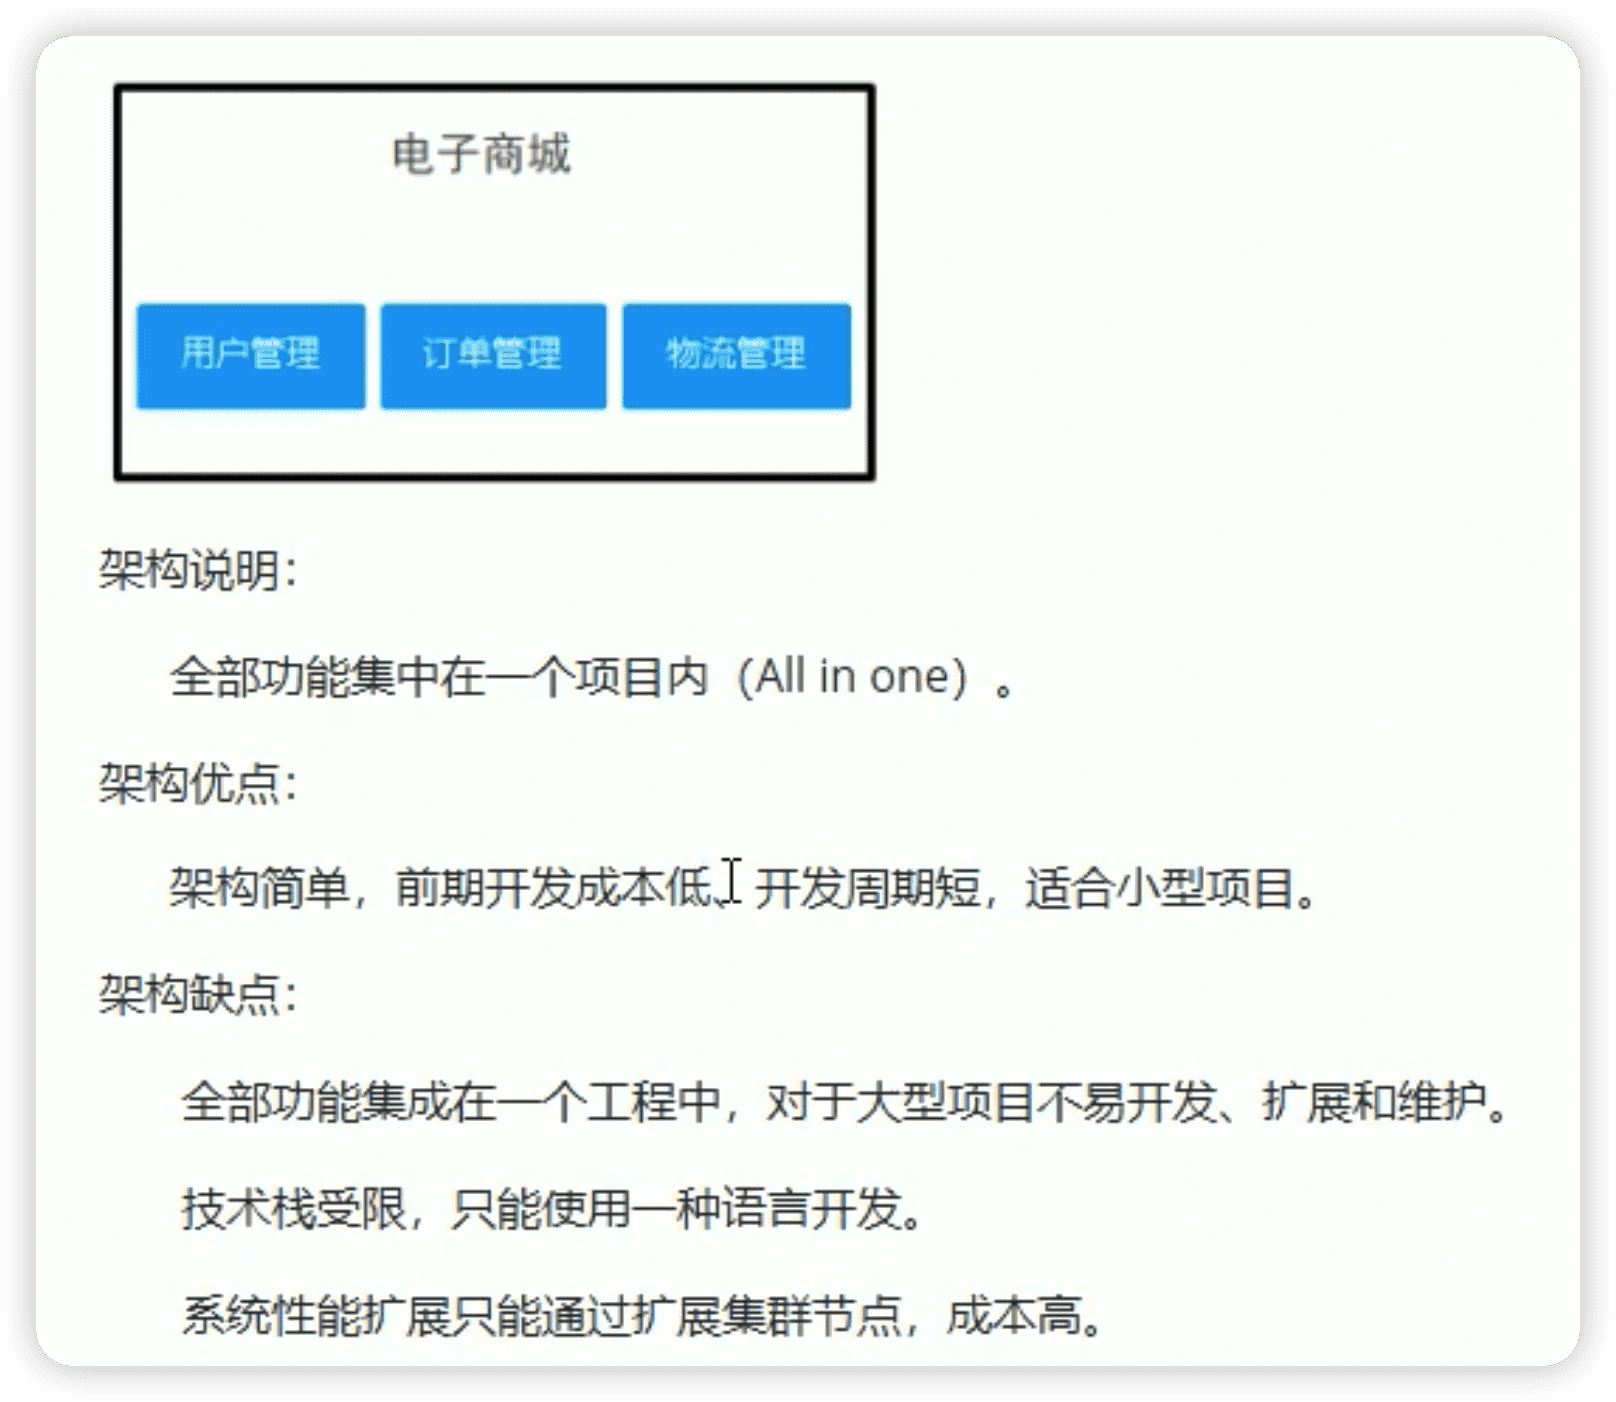 电子商城
用户管理 订单管理 物流管理
架构说明：
全部功能集中在一个项目内（All in one）。
架构优点：
架构简单，前期开发成本低、开发周期短，适合小型项目。
架构缺点：
全部功能集成在一个工程中，对于大型项目不易开发、扩展和维护。
技术栈受限，只能使用一种语言开发。
系统性能扩展只能通过扩展集群节点，成本高。